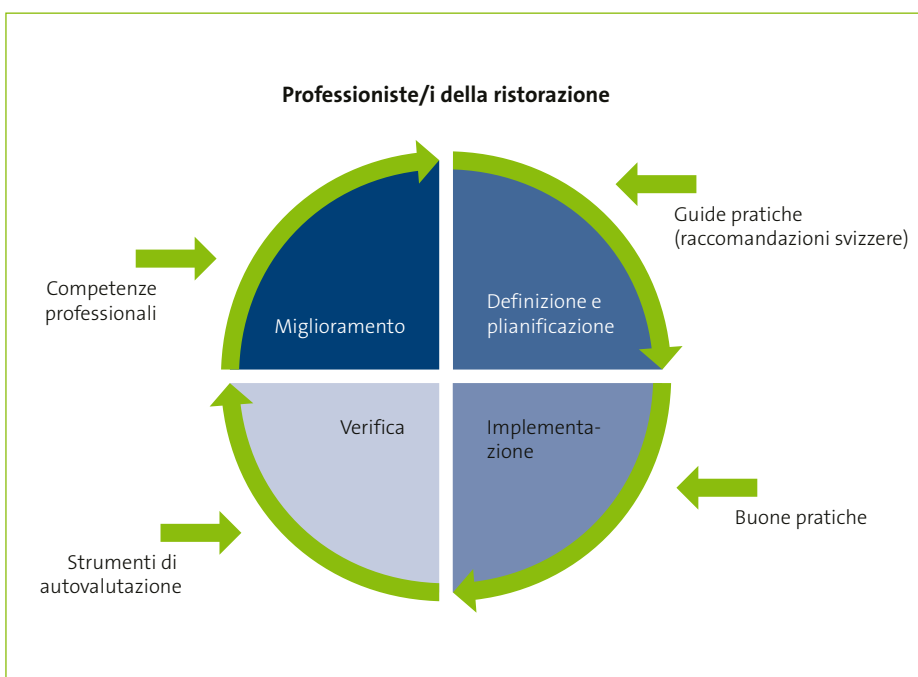 Professioniste/i della ristorazione
Guide pratiche
(raccomandazioni svizzere)
Competenze
professionali
Miglioramento
Definizione e
plianificazione
Verifica
Implementa-
zione
Buone pratiche
Strumenti di
autovalutazione